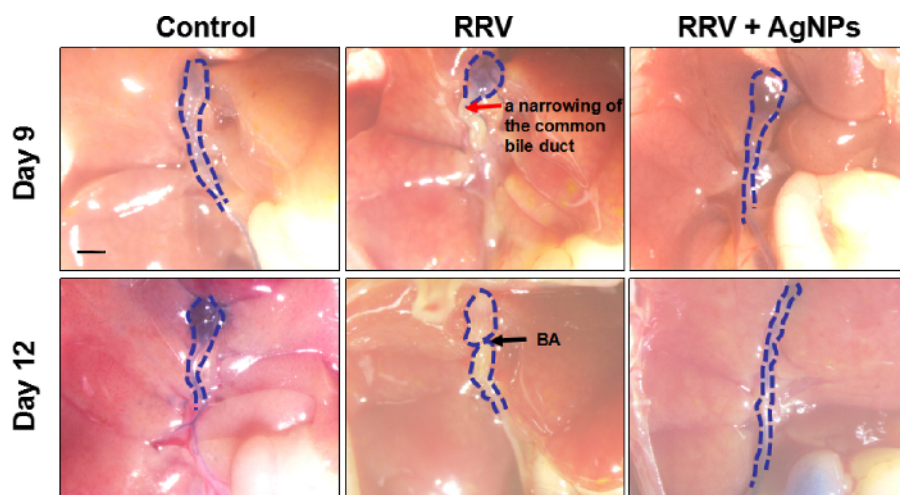 Control RRV RRV + AgNPs
Day 9
a narrowing of
the common
bile duct
Day 12
BA